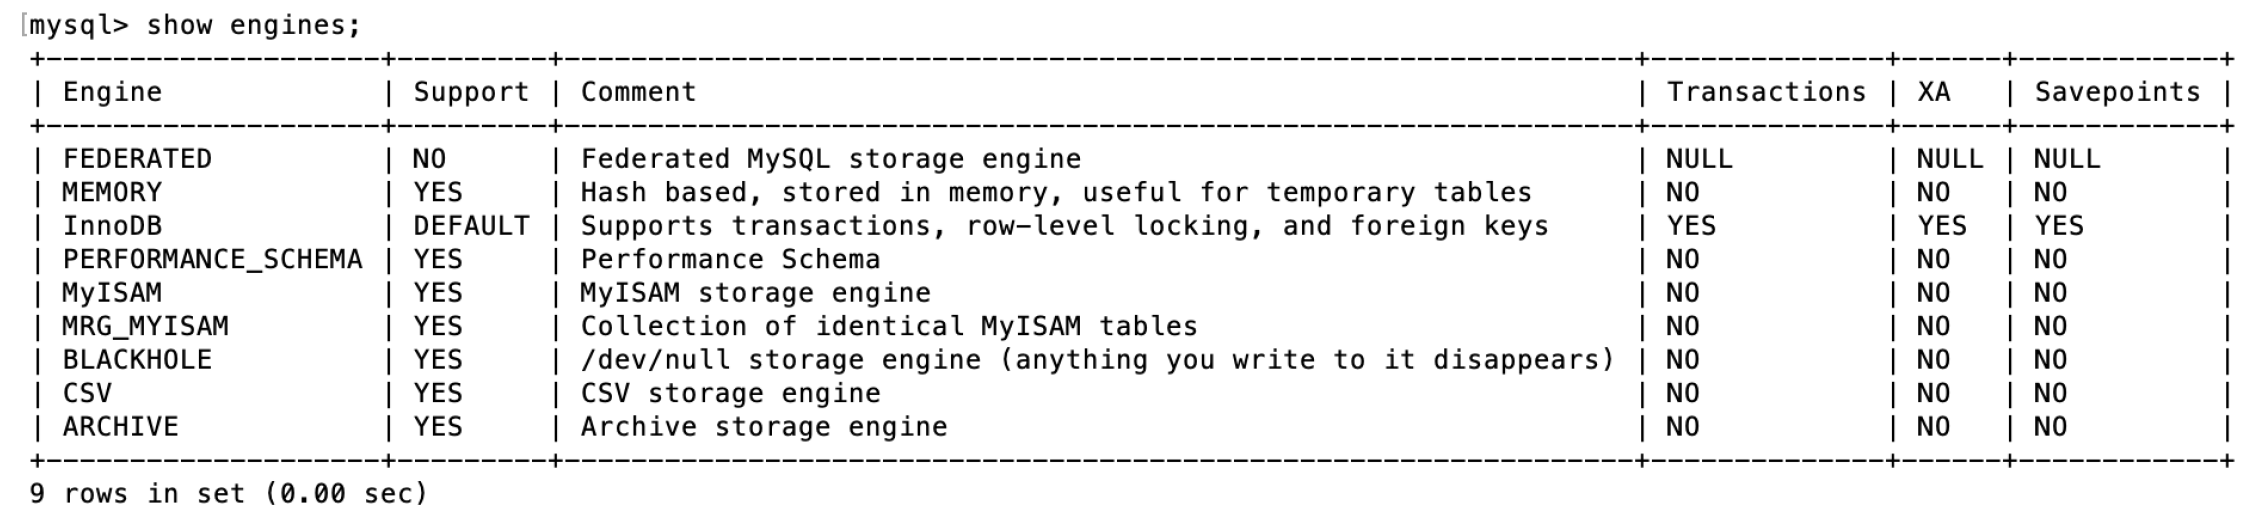 [mysql> show engines;
+--------------------+---------+----------------------------------------------------------------+--------------+------+------------+
| Engine             | Support | Comment                                                        | Transactions | XA   | Savepoints |
+--------------------+---------+----------------------------------------------------------------+--------------+------+------------+
| FEDERATED          | NO      | Federated MySQL storage engine                                 | NULL         | NULL | NULL       |
| MEMORY             | YES     | Hash based, stored in memory, useful for temporary tables      | NO           | NO   | NO         |
| InnoDB             | DEFAULT | Supports transactions, row-level locking, and foreign keys     | YES          | YES  | YES        |
| PERFORMANCE_SCHEMA | YES     | Performance Schema                                             | NO           | NO   | NO         |
| MyISAM             | YES     | MyISAM storage engine                                          | NO           | NO   | NO         |
| MRG_MYISAM         | YES     | Collection of identical MyISAM tables                          | NO           | NO   | NO         |
| BLACKHOLE          | YES     | /dev/null storage engine (anything you write to it disappears) | NO           | NO   | NO         |
| CSV                | YES     | CSV storage engine                                             | NO           | NO   | NO         |
| ARCHIVE            | YES     | Archive storage engine                                         | NO           | NO   | NO         |
+--------------------+---------+----------------------------------------------------------------+--------------+------+------------+
9 rows in set (0.00 sec)